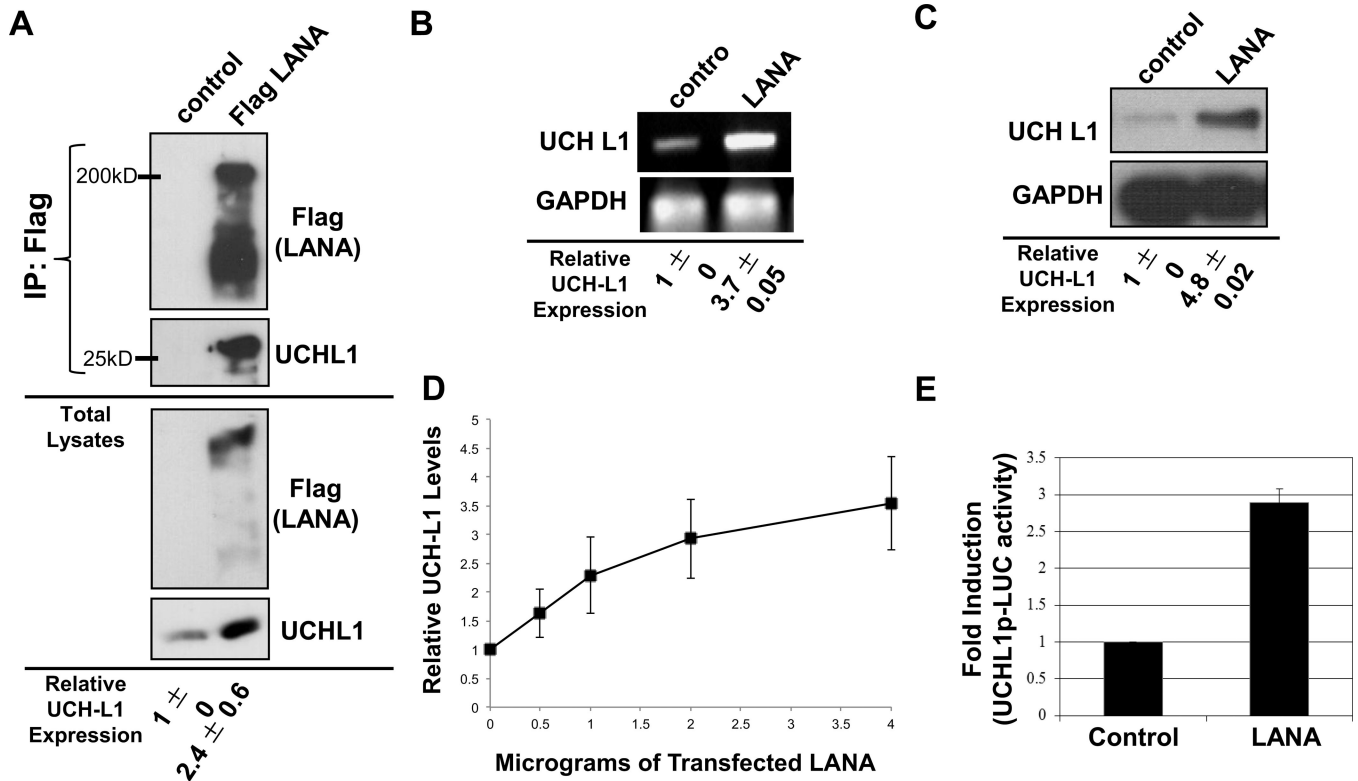 A
control
Flag LANA
IP: Flag
200kD
Flag
(LANA)
25kD
UCHL1
Total
Lysates
Flag
(LANA)
UCHL1
Relative
UCH-L1
Expression
1 ± 0
2.4 ± 0.6
B
contro
LANA
UCH L1
GAPDH
Relative
UCH-L1
Expression
1 ±
0
3.7 ±
0.05
C
control
LANA
UCH L1
GAPDH
Relative
UCH-L1
Expression
1 ±
0
4.8 ±
0.02
D
Relative UCH-L1 Levels
5
4.5
4
3.5
3
2.5
2
1.5
1
0.5
0
0 0.5 1 1.5 2 2.5 3 3.5 4
Micrograms of Transfected LANA
E
Fold Induction
(UCHL1p-LUC activity)
3.5
3
2.5
2
1.5
1
0.5
0
Control LANA